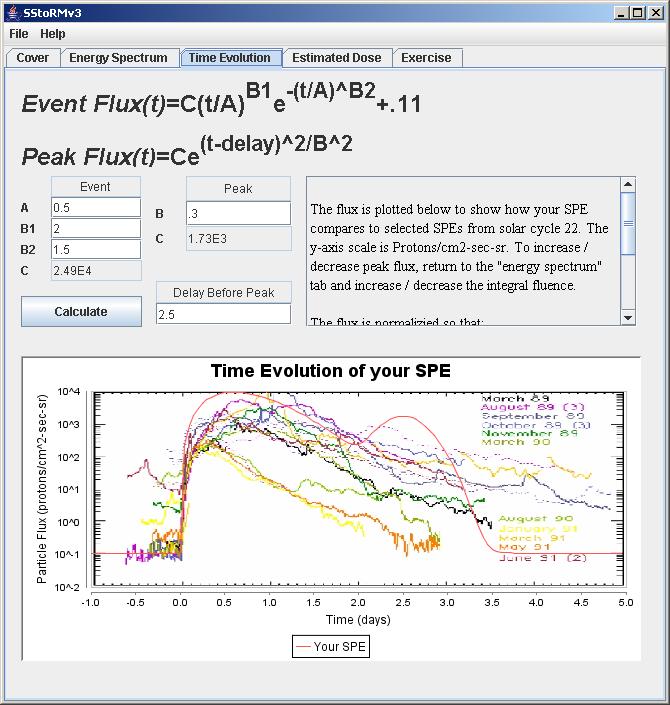 SStoRMv3
File Help
Cover Energy Spectrum Time Evolution Estimated Dose Exercise
Event Flux(t)=C(t/A)^B1 e^-(t/A)^B2+.11
Peak Flux(t)=Ce^(t-delay)^2/B^2
Event
A 0.5
B1 2
B2 1.5
C 2.49E4
Peak
B .3
C 1.73E3
Calculate
Delay Before Peak
2.5
The flux is plotted below to show how your SPE
compares to selected SPEs from solar cycle 22. The
y-axis scale is Protons/cm2-sec-sr. To increase /
decrease peak flux, return to the "energy spectrum"
tab and increase / decrease the integral fluence.
The flux is normalizied so that:
Time Evolution of your SPE
Particle Flux (protons/cm^2-sec-sr)
10^4
10^3
10^2
10^1
10^0
10^-1
10^-2
March 89
August 89 (3)
September 89
October 89 (3)
November 89
March 90
August 90
January 91
March 91
May 91
June 91 (2)
-1.0 -0.5 0.0 0.5 1.0 1.5 2.0 2.5 3.0 3.5 4.0 4.5 5.0
Time (days)
Your SPE